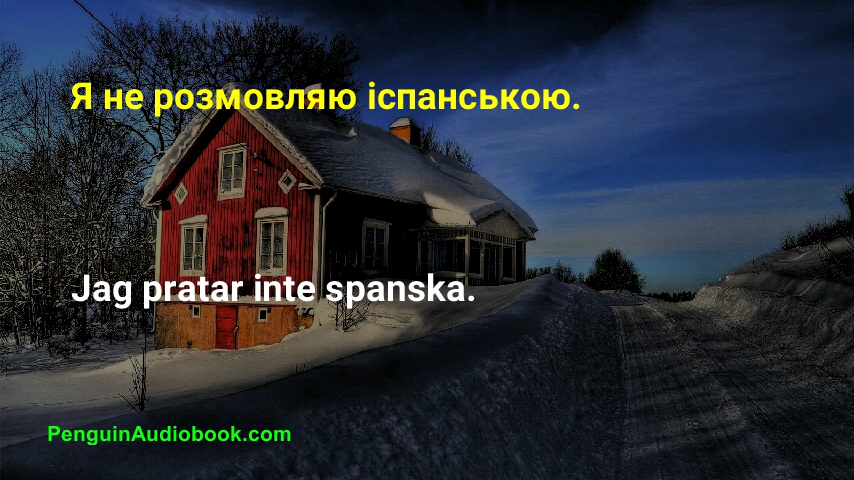 Я не розмовляю іспанською.
Jag pratar inte spanska.
PenguinAudiobook.com